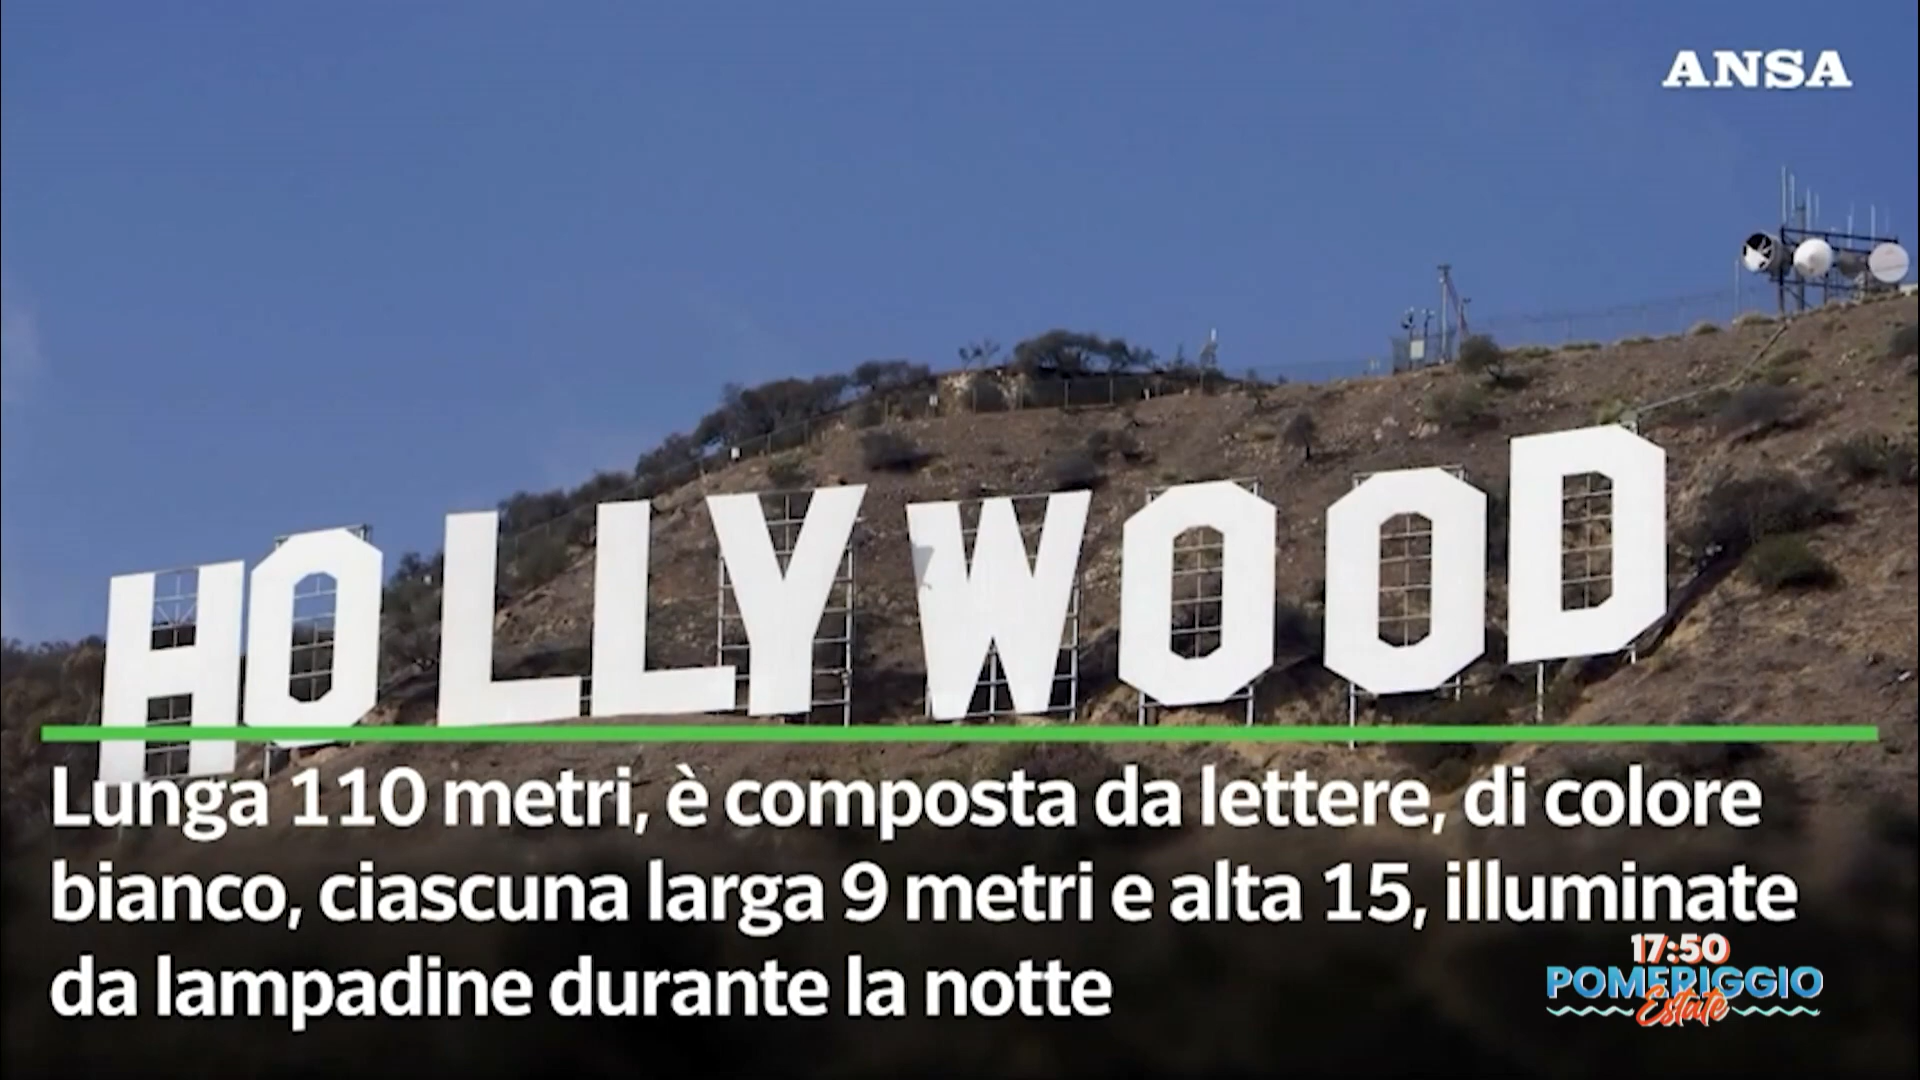 ANSA
HOLLYWOOD
Lunga 110 metri, è composta da lettere, di colore
bianco, ciascuna larga 9 metri e alta 15, illuminate
da lampadine durante la notte
17:50
POMERIGGIO
Estate